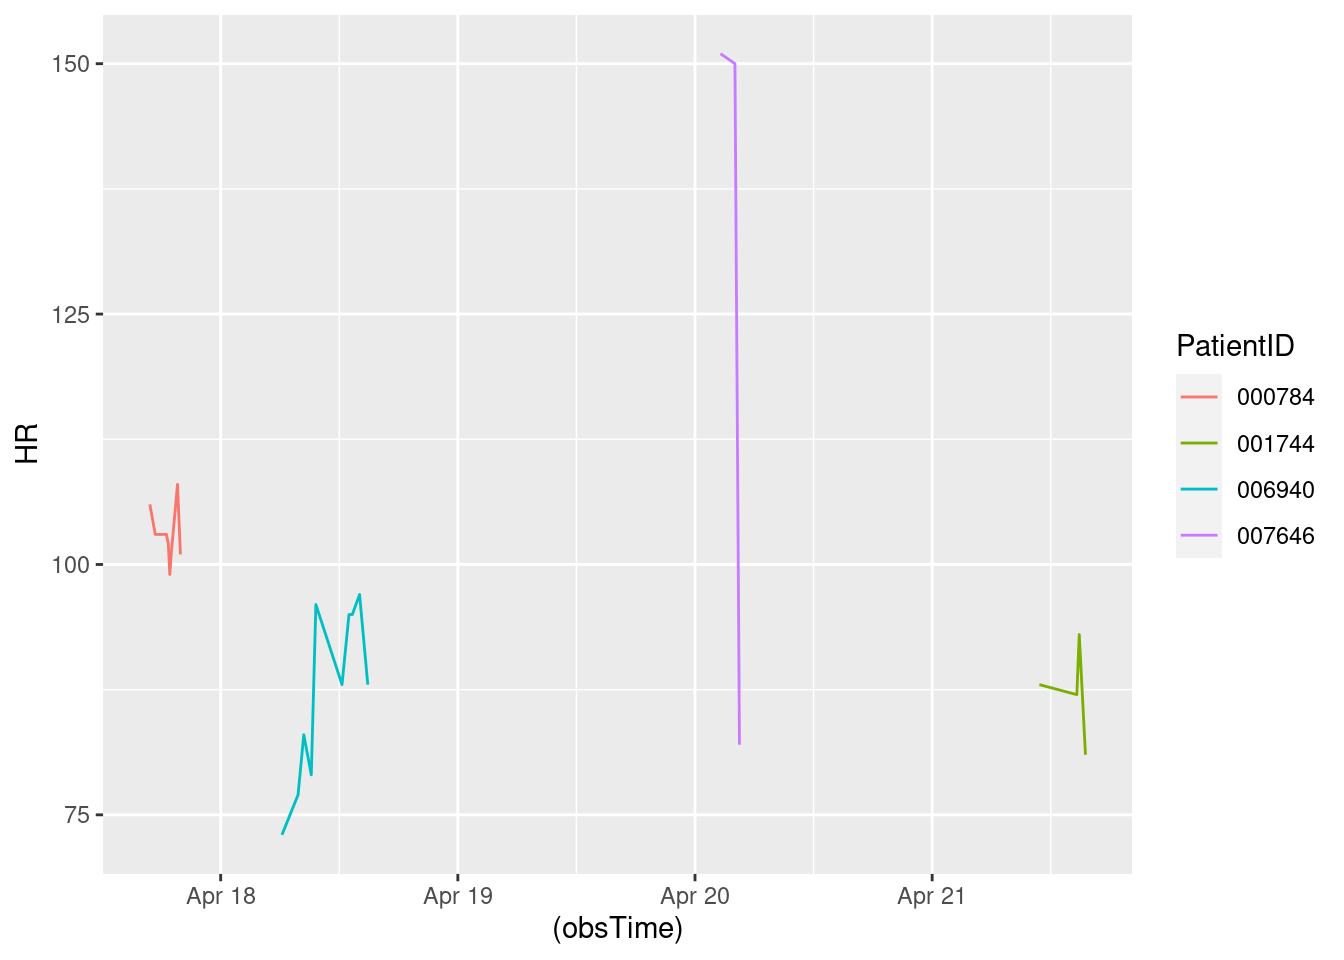 150
125
100
75
HR
Apr 18
Apr 19
Apr 20
Apr 21
(obsTime)
PatientID
000784
001744
006940
007646